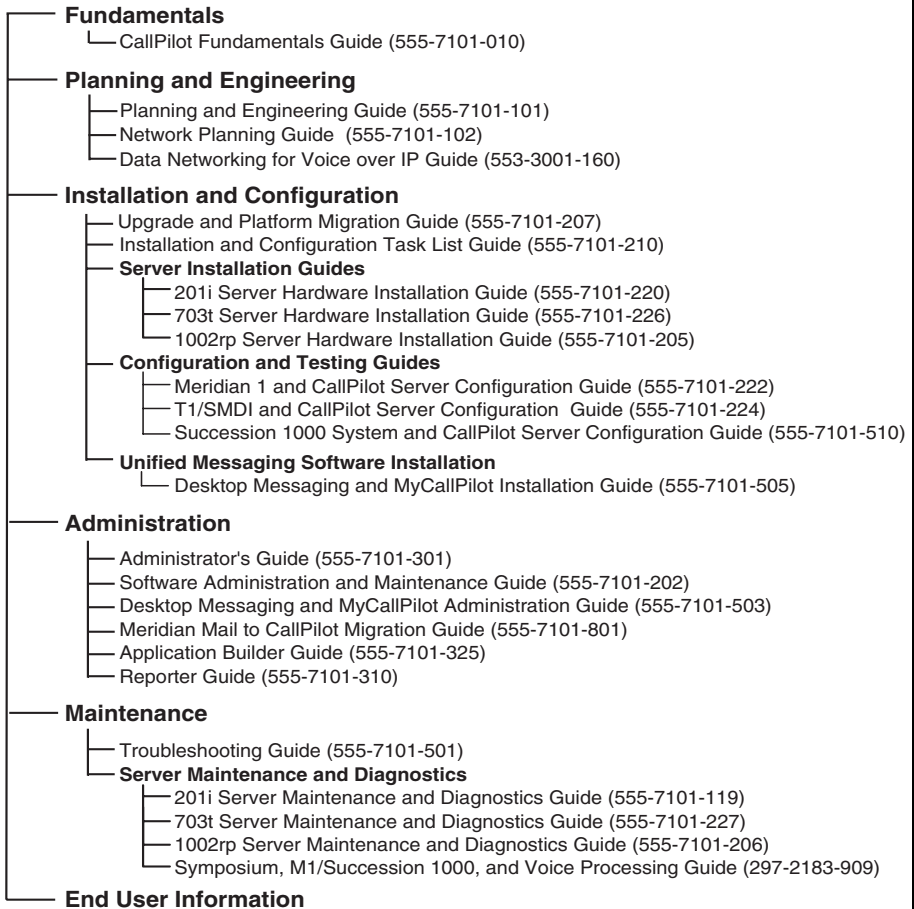 Fundamentals
CallPilot Fundamentals Guide (555-7101-010)
Planning and Engineering
Planning and Engineering Guide (555-7101-101)
Network Planning Guide (555-7101-102)
Data Networking for Voice over IP Guide (553-3001-160)
Installation and Configuration
Upgrade and Platform Migration Guide (555-7101-207)
Installation and Configuration Task List Guide (555-7101-210)
Server Installation Guides
201i Server Hardware Installation Guide (555-7101-220)
703t Server Hardware Installation Guide (555-7101-226)
1002rp Server Hardware Installation Guide (555-7101-205)
Configuration and Testing Guides
Meridian 1 and CallPilot Server Configuration Guide (555-7101-222)
T1/SMDI and CallPilot Server Configuration Guide (555-7101-224)
Succession 1000 System and CallPilot Server Configuration Guide (555-7101-510)
Unified Messaging Software Installation
Desktop Messaging and MyCallPilot Installation Guide (555-7101-505)
Administration
Administrator's Guide (555-7101-301)
Software Administration and Maintenance Guide (555-7101-202)
Desktop Messaging and MyCallPilot Administration Guide (555-7101-503)
Meridian Mail to CallPilot Migration Guide (555-7101-801)
Application Builder Guide (555-7101-325)
Reporter Guide (555-7101-310)
Maintenance
Troubleshooting Guide (555-7101-501)
Server Maintenance and Diagnostics
201i Server Maintenance and Diagnostics Guide (555-7101-119)
703t Server Maintenance and Diagnostics Guide (555-7101-227)
1002rp Server Maintenance and Diagnostics Guide (555-7101-206)
Symposium, M1/Succession 1000, and Voice Processing Guide (297-2183-909)
End User Information